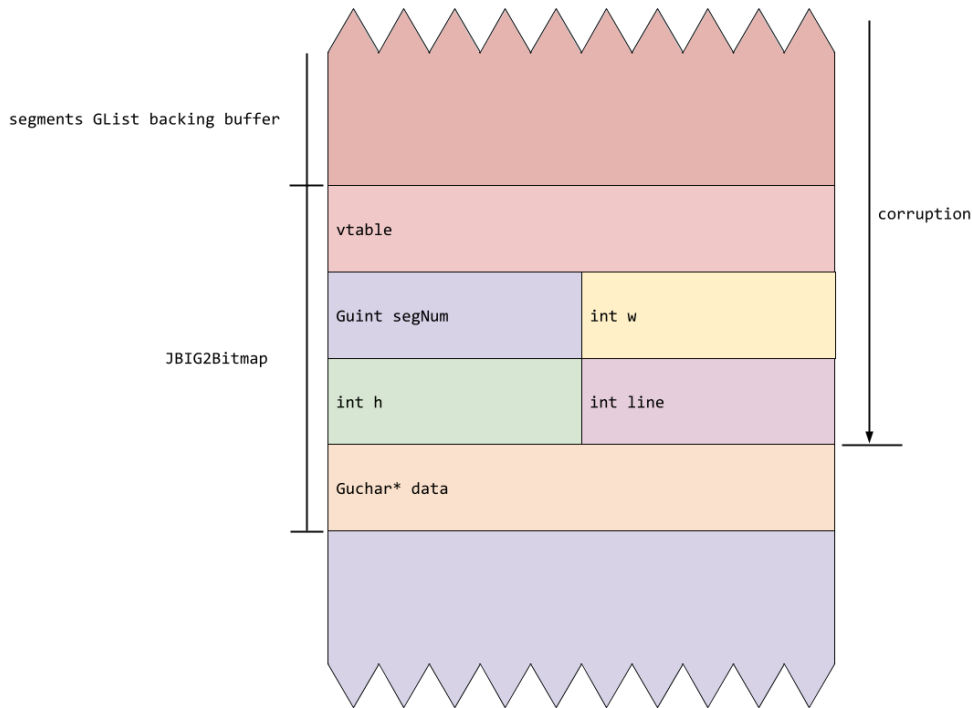 segments GList backing buffer
vtable
corruption
Guint segNum
int w
JBIG2Bitmap
int h
int line
Guchar* data